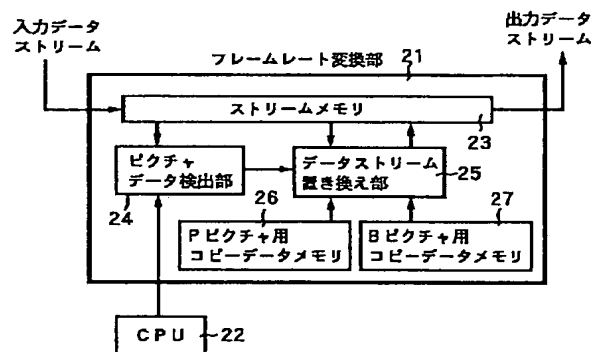 入力データ
ストリーム
出力データ
ストリーム
フレームレート変換部
21
ストリームメモリ
23
ピクチャ
データ検出部
24
データストリーム
置き換え部
25
26
27
Pピクチャ用
コピーデータメモリ
Bピクチャ用
コピーデータメモリ
CPU
22